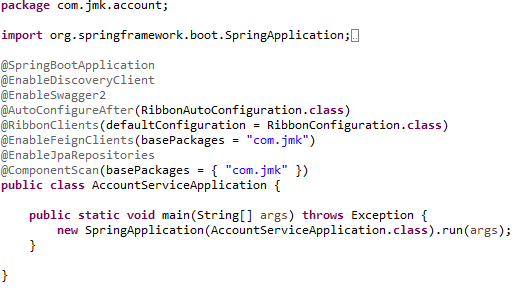 package com.jmk.account;
import org.springframework.boot.SpringApplication;
@SpringBootApplication
@EnableDiscoveryClient
@EnableSwagger2
@AutoConfigureAfter(RibbonAutoConfiguration.class)
@RibbonClients(defaultConfiguration = RibbonConfiguration.class)
@EnableFeignClients(basePackages = "com.jmk")
@EnableJpaRepositories
@ComponentScan(basePackages = { "com.jmk" })
public class AccountServiceApplication {
    public static void main(String[] args) throws Exception {
        new SpringApplication(AccountServiceApplication.class).run(args);
    }
}